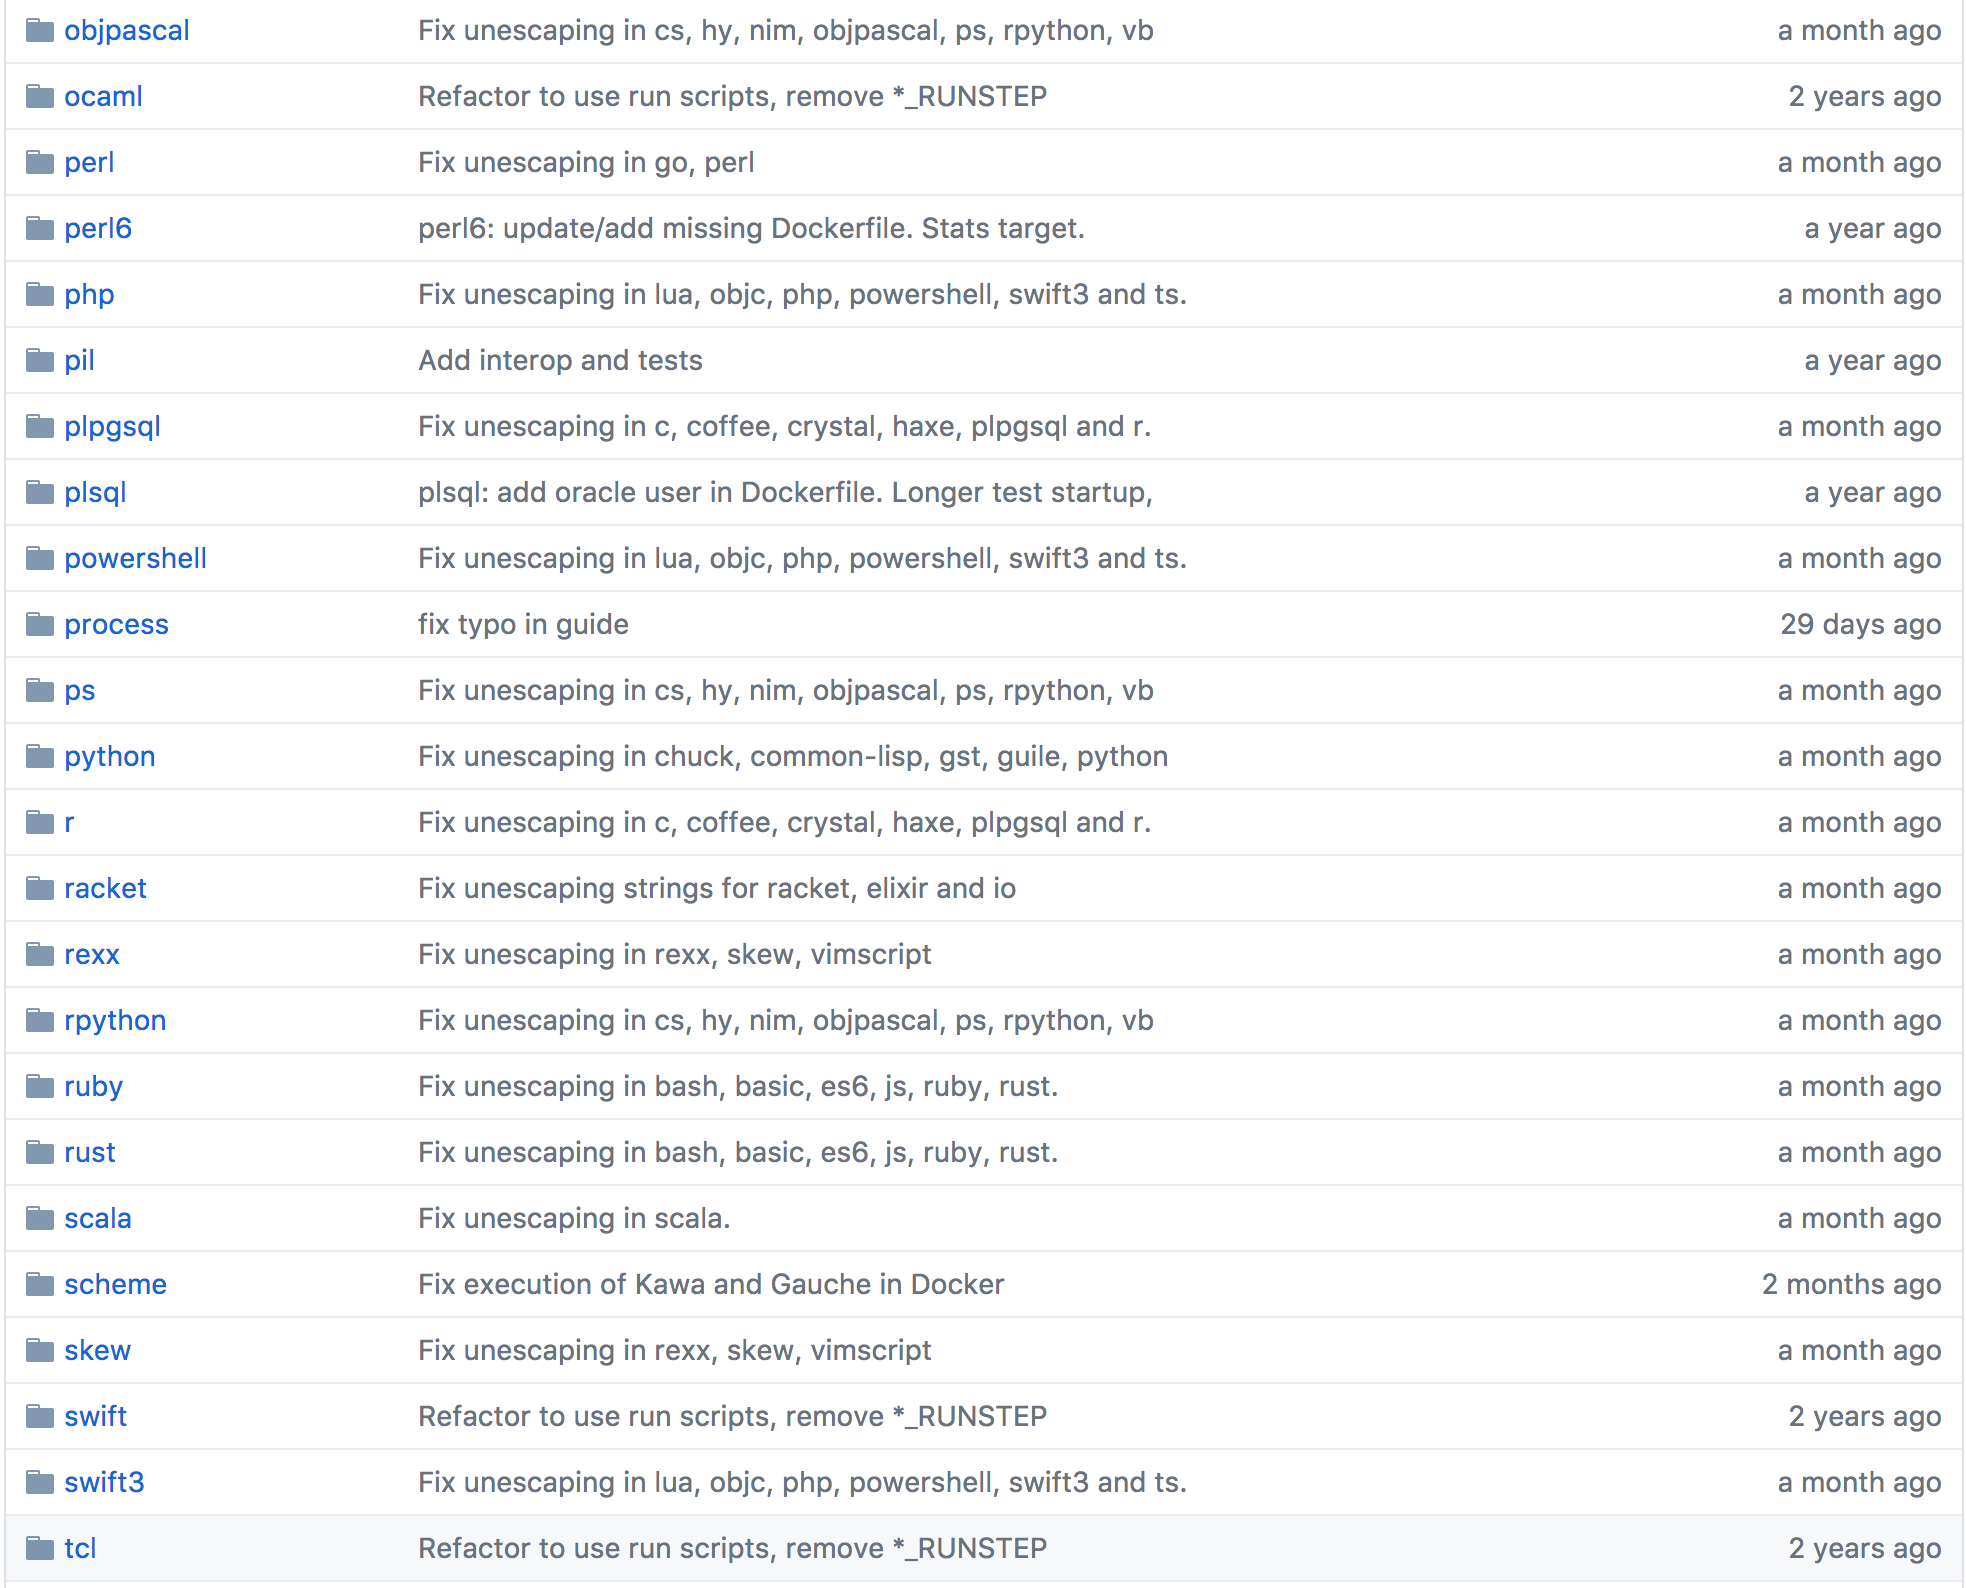 objpascal Fix unescaping in cs, hy, nim, objpascal, ps, rpython, vb a month ago
ocaml Refactor to use run scripts, remove *_RUNSTEP 2 years ago
perl Fix unescaping in go, perl a month ago
perl6 perl6: update/add missing Dockerfile. Stats target. a year ago
php Fix unescaping in lua, objc, php, powershell, swift3 and ts. a month ago
pil Add interop and tests a year ago
plpgsql Fix unescaping in c, coffee, crystal, haxe, plpgsql and r. a month ago
plsql plsql: add oracle user in Dockerfile. Longer test startup, a year ago
powershell Fix unescaping in lua, objc, php, powershell, swift3 and ts. a month ago
process fix typo in guide 29 days ago
ps Fix unescaping in cs, hy, nim, objpascal, ps, rpython, vb a month ago
python Fix unescaping in chuck, common-lisp, gst, guile, python a month ago
r Fix unescaping in c, coffee, crystal, haxe, plpgsql and r. a month ago
racket Fix unescaping strings for racket, elixir and io a month ago
rexx Fix unescaping in rexx, skew, vimscript a month ago
rpython Fix unescaping in cs, hy, nim, objpascal, ps, rpython, vb a month ago
ruby Fix unescaping in bash, basic, es6, js, ruby, rust. a month ago
rust Fix unescaping in bash, basic, es6, js, ruby, rust. a month ago
scala Fix unescaping in scala. a month ago
scheme Fix execution of Kawa and Gauche in Docker 2 months ago
skew Fix unescaping in rexx, skew, vimscript a month ago
swift Refactor to use run scripts, remove *_RUNSTEP 2 years ago
swift3 Fix unescaping in lua, objc, php, powershell, swift3 and ts. a month ago
tcl Refactor to use run scripts, remove *_RUNSTEP 2 years ago